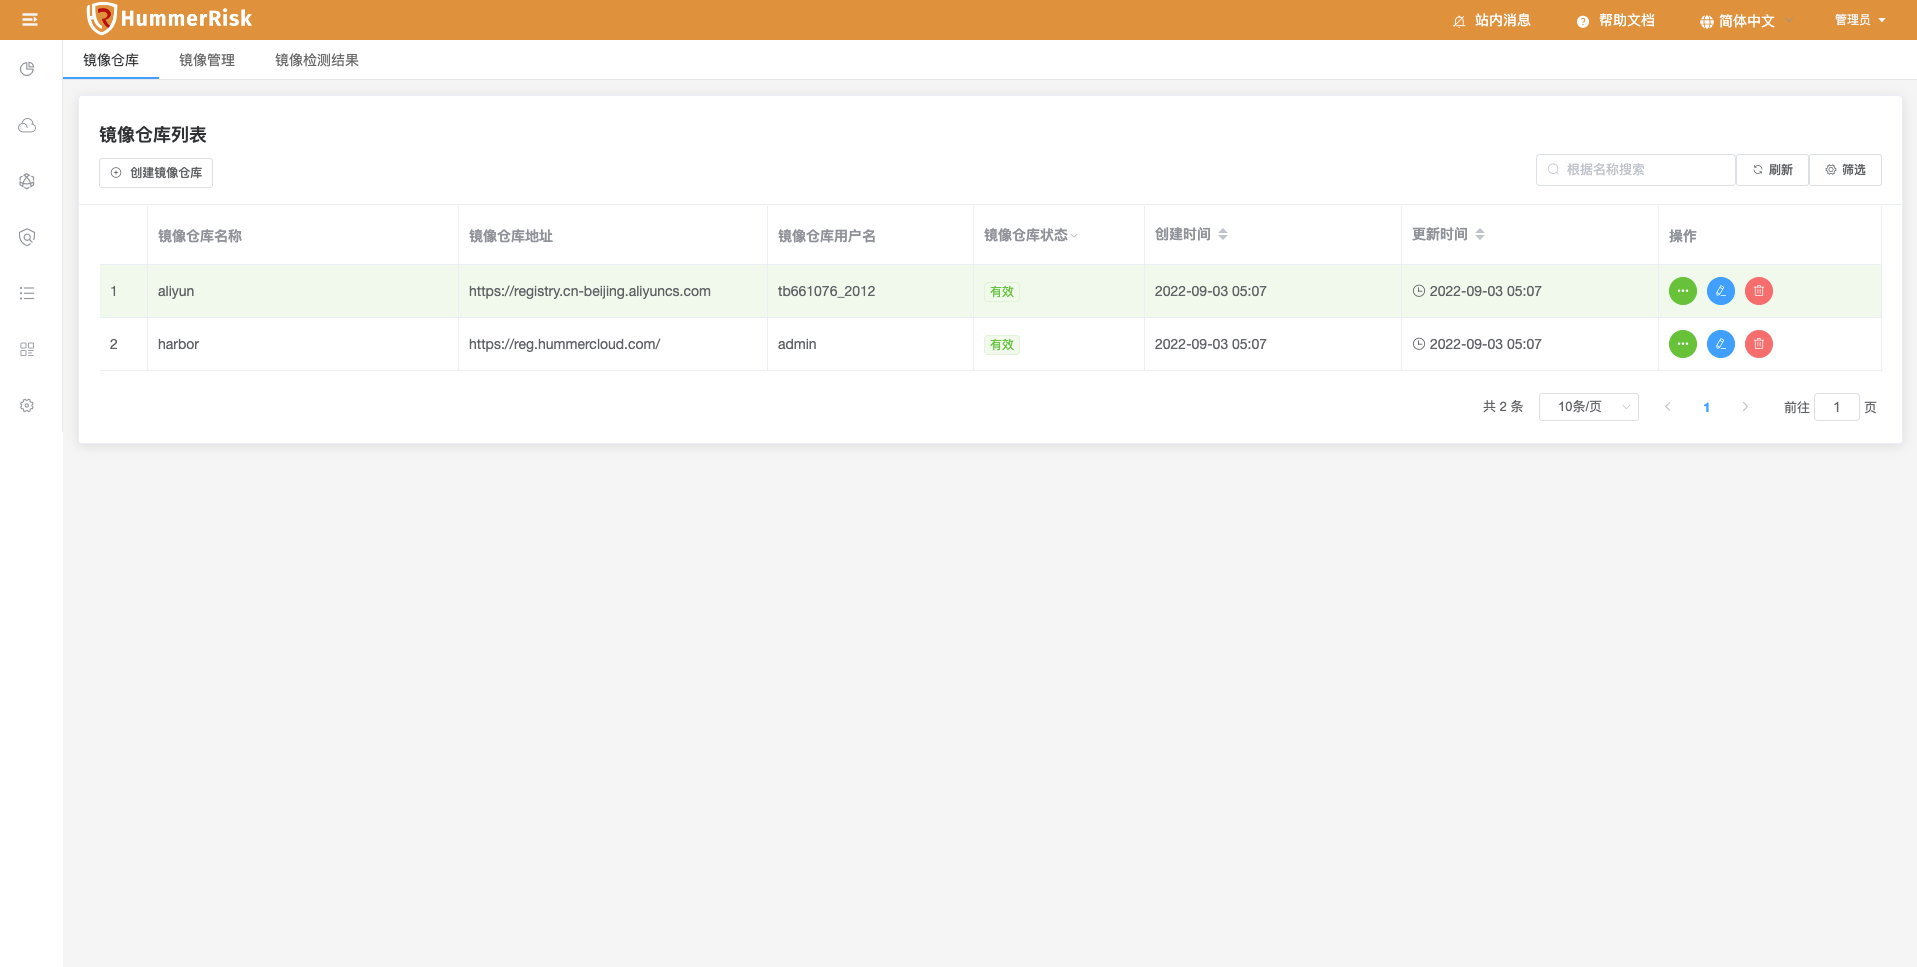 HummerRisk
站内消息 帮助文档 简体中文 管理员
镜像仓库 镜像管理 镜像检测结果
镜像仓库列表
创建镜像仓库 根据名称搜索 刷新 筛选
镜像仓库名称 镜像仓库地址 镜像仓库用户名 镜像仓库状态 创建时间 更新时间 操作
1 aliyun https://registry.cn-beijing.aliyuncs.com tb661076_2012 有效 2022-09-03 05:07 2022-09-03 05:07
2 harbor https://reg.hummercloud.com/ admin 有效 2022-09-03 05:07 2022-09-03 05:07
共 2 条 10条/页 1 前往 1 页